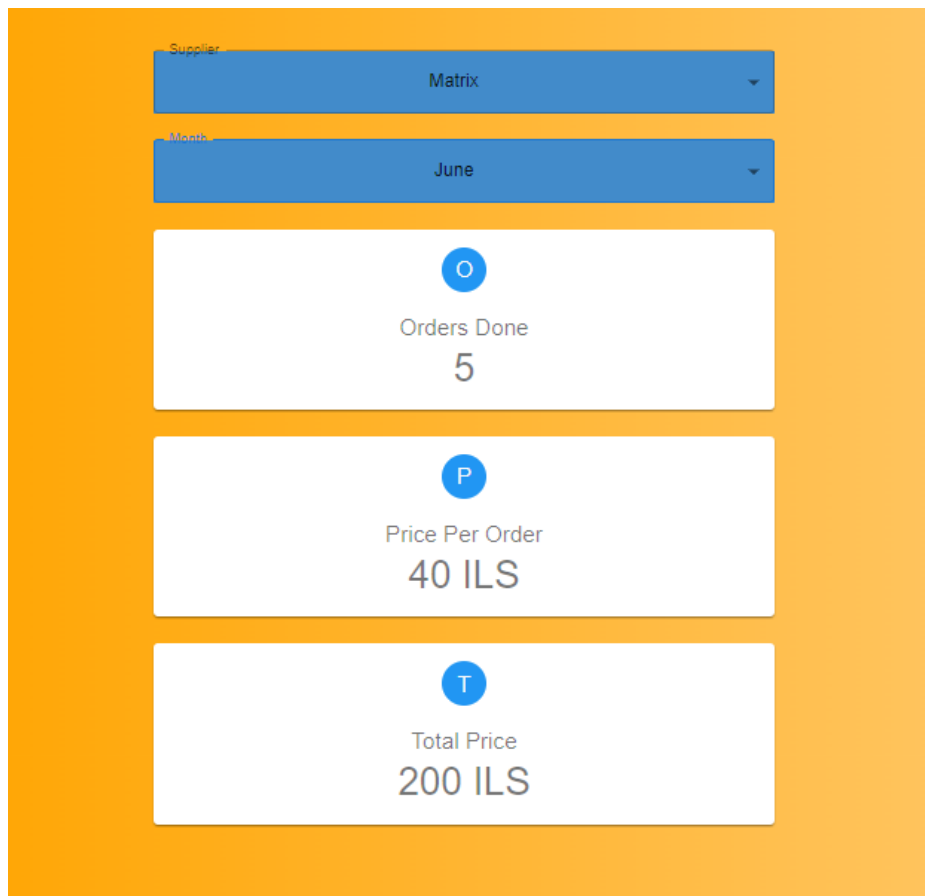 Supplier
Matrix
Month
June
O
Orders Done
5
P
Price Per Order
40 ILS
T
Total Price
200 ILS